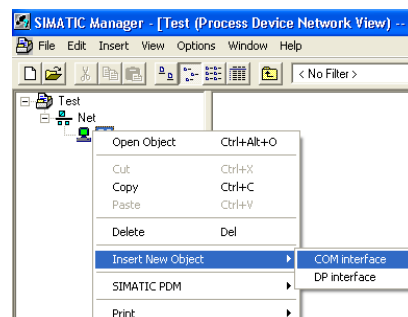 SIMATIC Manager - [Test (Process Device Network View) --
File Edit Insert View Options Window Help
< No Filter >
Test
Net
Open Object Ctrl+Alt+O
Cut Ctrl+X
Copy Ctrl+C
Paste Ctrl+V
Delete Del
Insert New Object
COM interface
DP interface
SIMATIC PDM
Print